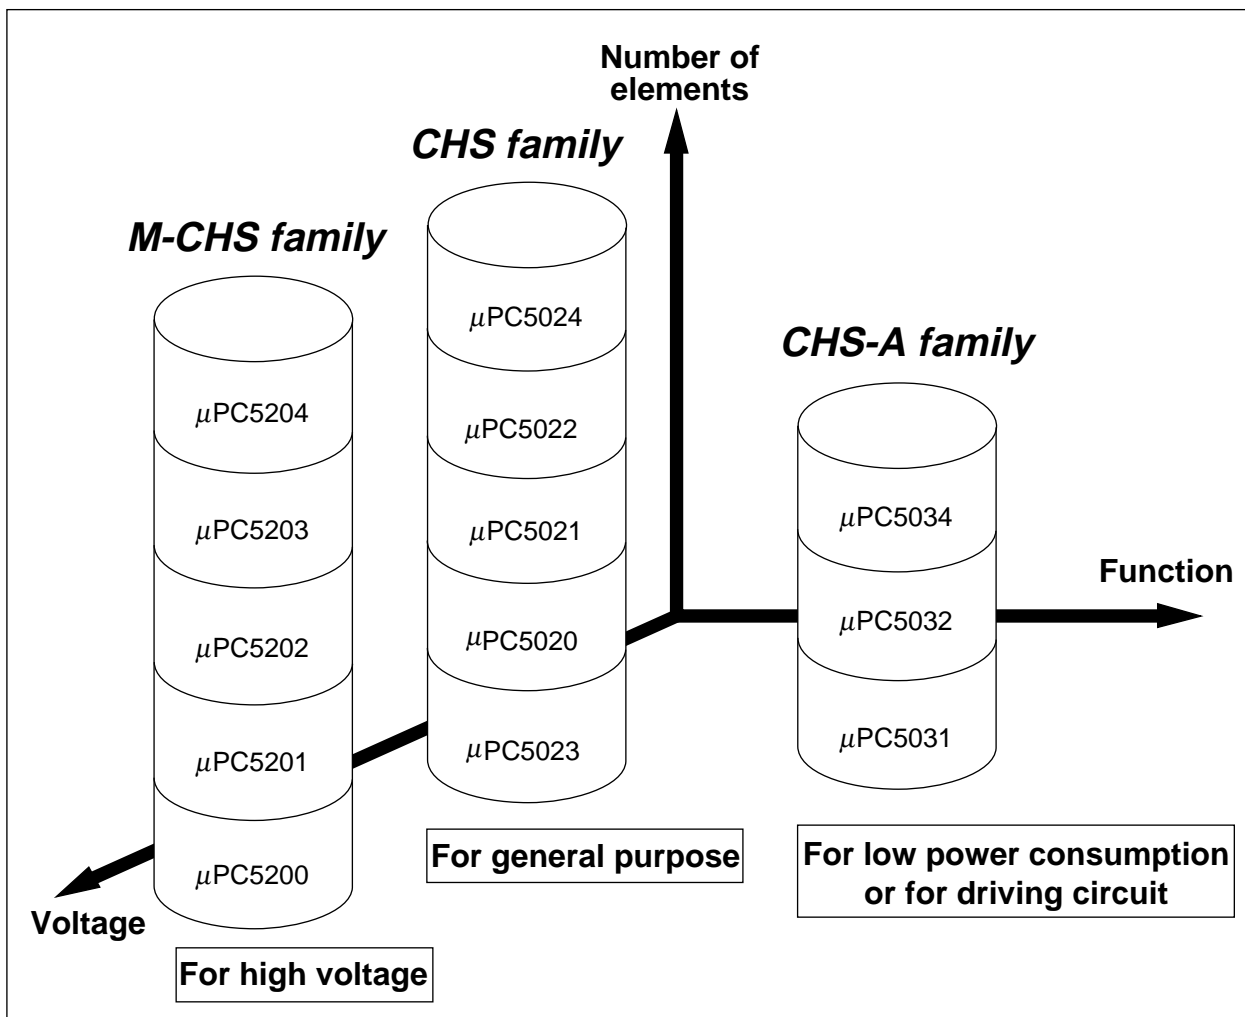 Number of
elements
CHS family
M-CHS family
CHS-A family
μPC5204
μPC5203
μPC5202
μPC5201
μPC5200
μPC5024
μPC5022
μPC5021
μPC5020
μPC5023
μPC5034
μPC5032
μPC5031
Function
Voltage
For high voltage
For general purpose
For low power consumption
or for driving circuit